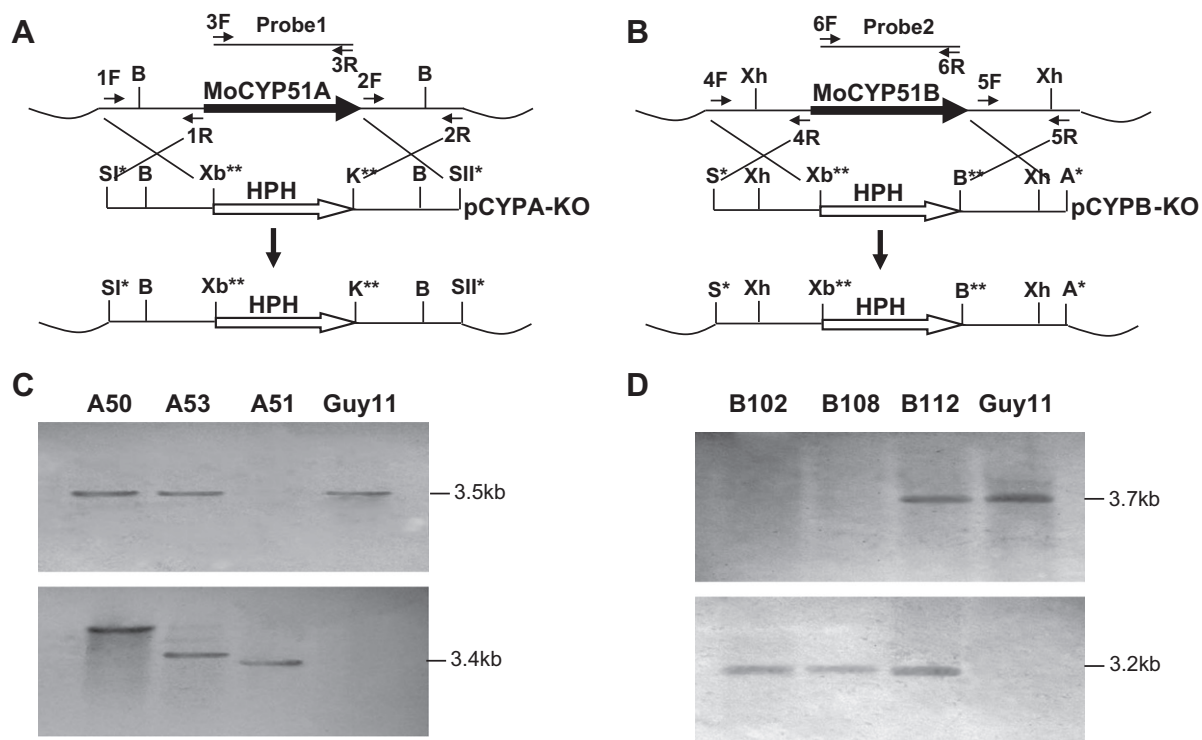 A
3F
Probe1
3R
1F
B
MoCYP51A
2F
B
1R
2R
SI*
B
Xb**
HPH
K**
B
SII*
pCYPA-KO
SI*
B
Xb**
HPH
K**
B
SII*
B
6F
Probe2
6R
4F
Xh
MoCYP51B
5F
Xh
4R
5R
S*
Xh
Xb**
HPH
B**
Xh
A*
pCYPB-KO
S*
Xh
Xb**
HPH
B**
Xh
A*
C
A50 A53 A51 Guy11
3.5kb
3.4kb
D
B102 B108 B112 Guy11
3.7kb
3.2kb